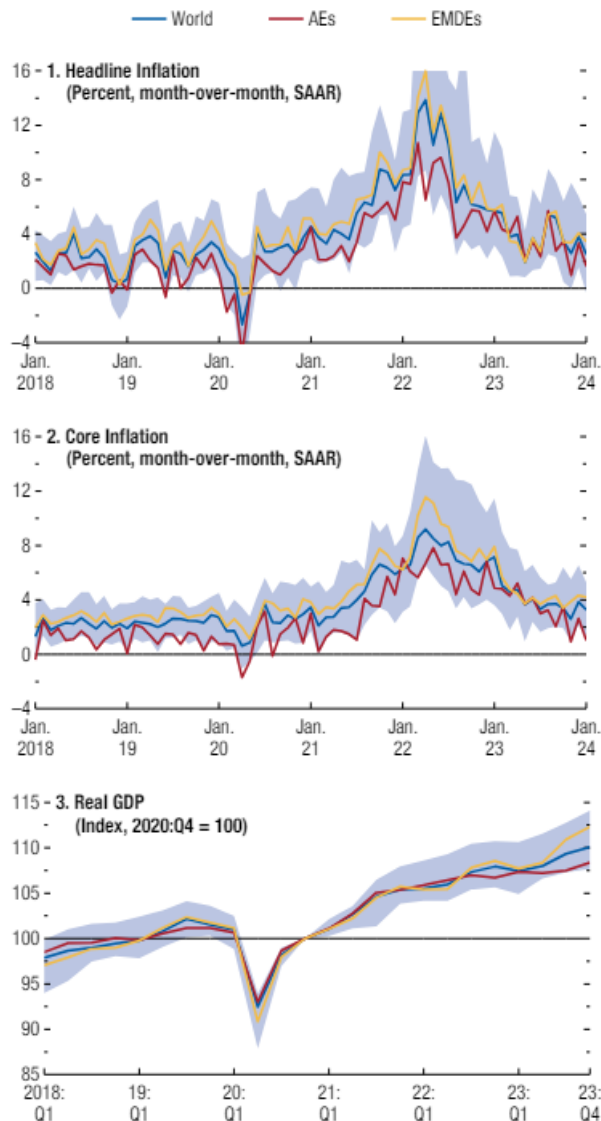 World AEs EMDEs
1. Headline Inflation
(Percent, month-over-month, SAAR)
16
12
8
4
0
–4
Jan. Jan. Jan. Jan. Jan. Jan. Jan.
2018 19 20 21 22 23 24
2. Core Inflation
(Percent, month-over-month, SAAR)
16
12
8
4
0
–4
Jan. Jan. Jan. Jan. Jan. Jan. Jan.
2018 19 20 21 22 23 24
3. Real GDP
(Index, 2020:Q4 = 100)
115
110
105
100
95
90
85
2018: 19: 20: 21: 22: 23: 23:
Q1 Q1 Q1 Q1 Q1 Q1 Q4